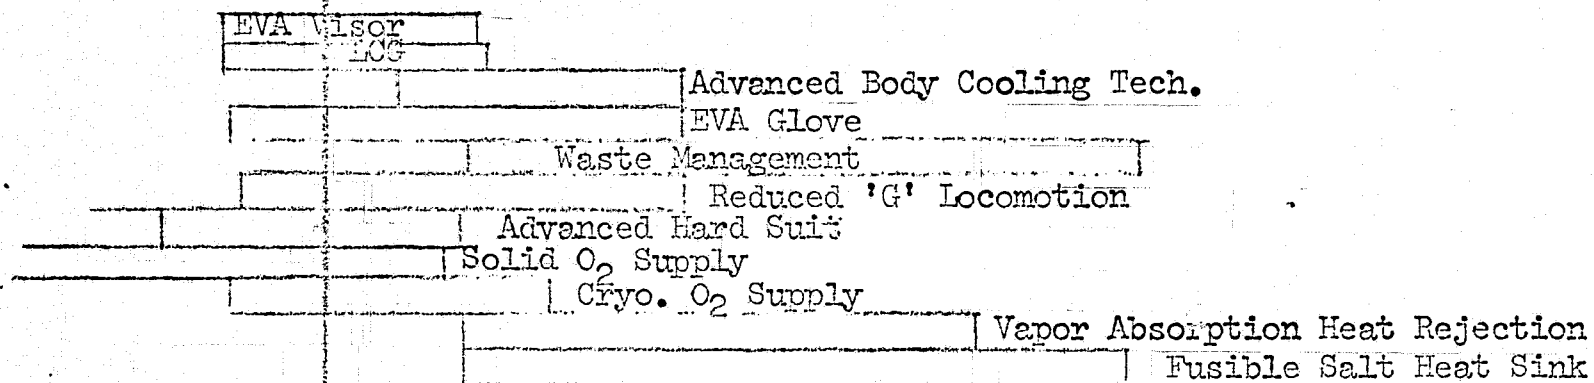 EVA Visor
LCG
Advanced Body Cooling Tech.
EVA Glove
Waste Management
Reduced 'G' Locomotion
Advanced Hard Suit
Solid O₂ Supply
Cryo. O₂ Supply
Vapor Absorption Heat Rejection
Fusible Salt Heat Sink